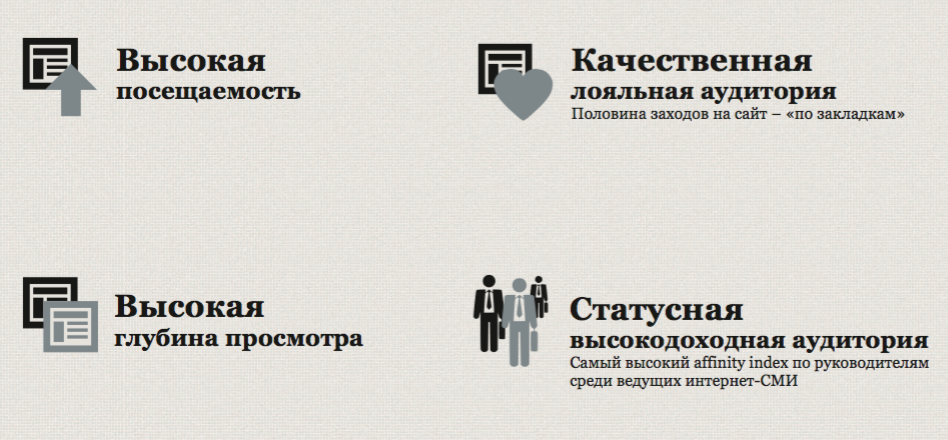 Высокая
посещаемость
Качественная
лояльная аудитория
Половина заходов на сайт – «по закладкам»
Высокая
глубина просмотра
Статусная
высокодоходная аудитория
Самый высокий affinity index по руководителям
среди ведущих интернет-СМИ